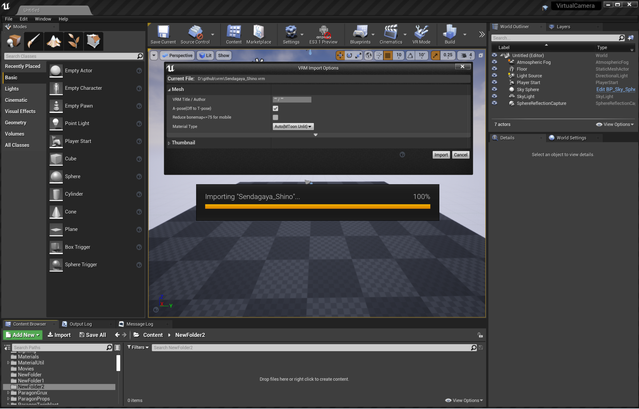 Untitled
VirtualCamera
File Edit Window Help
Modes
Save Current
Source Control
Content
Marketplace
Settings
ES3.1 Preview
Blueprints
Cinematics
VR Mode
Build
Search Classes
Recently Placed
Basic
Lights
Cinematic
Visual Effects
Geometry
Volumes
All Classes
Empty Actor
Empty Character
Empty Pawn
Point Light
Player Start
Cube
Sphere
Cylinder
Cone
Plane
Box Trigger
Sphere Trigger
Perspective Lit Show
VRM Import Options
Current File:
Mesh
VRM Title / Author
A-pose(Off to T-pose)
Reduce bonemap<=75 for mobile
Material Type
Auto(MToon Unlit)
Thumbnail
Import Cancel
Importing "Sendagaya_Shino"... 100%
World Outliner Layers
Search...
Label Type
Untitled (Editor) World
Atmospheric Fog AtmosphericFog
Floor StaticMeshActor
Light Source DirectionalLight
Player Start PlayerStart
Sky Sphere Edit BP_Sky_Sphe
SkyLight SkyLight
SphereReflectionCapture SphereReflectionCapture
7 actors View Options
Details World Settings
Select an object to view details
Content Browser Output Log Message Log
Add New Import Save All Content NewFolder2
Search Paths
Filters Search NewFolder2
Materials
MaterialUtil
Movies
NewFolder
NewFolder1
NewFolder2
ParagonGrux
ParagonProps
Drop files here or right click to create content.
0 items View Options